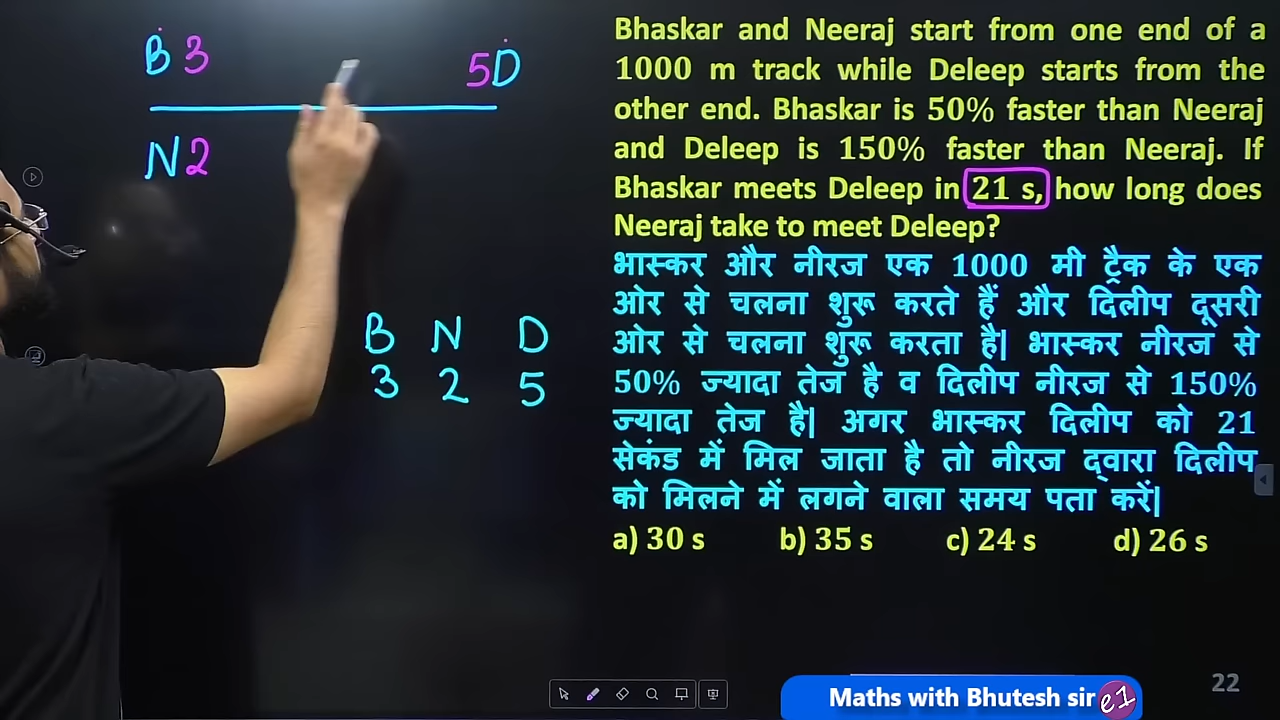 B 3 5D
N2
B N D
3 2 5
Bhaskar and Neeraj start from one end of a
1000 m track while Deleep starts from the
other end. Bhaskar is 50% faster than Neeraj
and Deleep is 150% faster than Neeraj. If
Bhaskar meets Deleep in 21 s, how long does
Neeraj take to meet Deleep?
भास्कर और नीरज एक 1000 मी ट्रैक के एक
ओर से चलना शुरू करते हैं और दिलीप दूसरी
ओर से चलना शुरू करता है| भास्कर नीरज से
50% ज्यादा तेज है व दिलीप नीरज से 150%
ज्यादा तेज है| अगर भास्कर दिलीप को 21
सेकंड में मिल जाता है तो नीरज द्वारा दिलीप
को मिलने में लगने वाला समय पता करें|
a) 30 s b) 35 s c) 24 s d) 26 s
22
Maths with Bhutesh sir e1